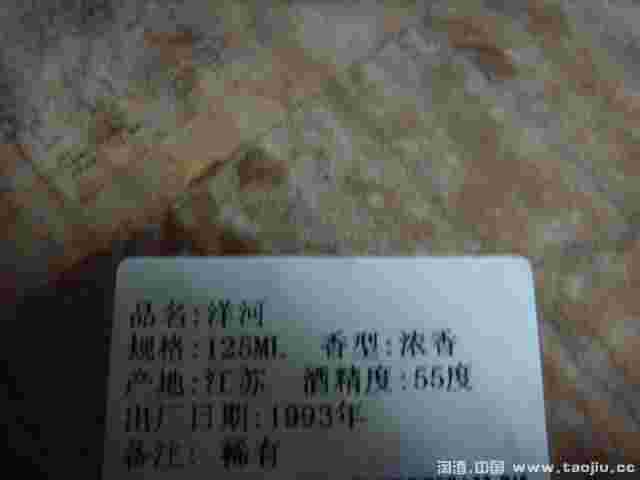 品名:洋河
规格:125ML 香型:浓香
产地:江苏 酒精度:55度
出厂日期:1993年
备注: 稀有
淘酒.中国 www.taojiu.cc